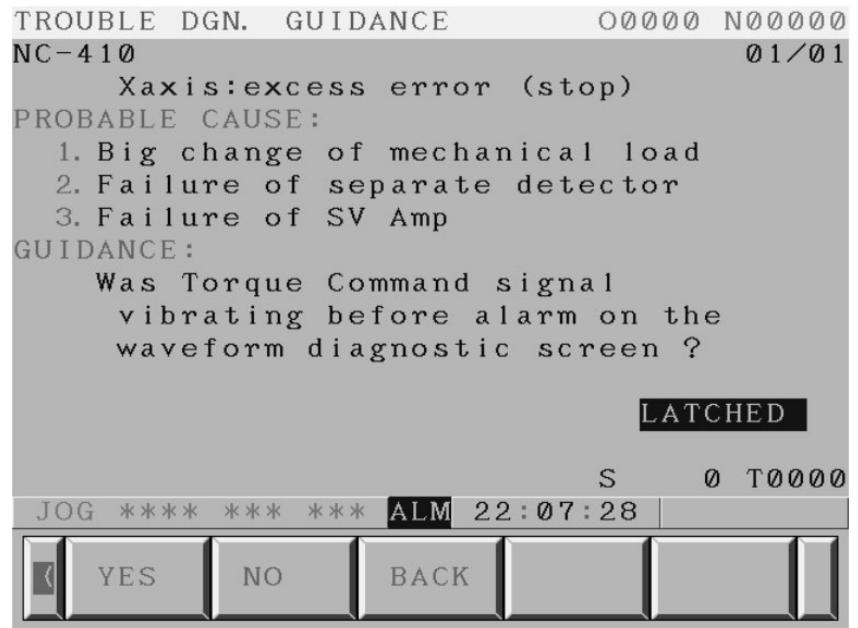 TROUBLE DGN. GUIDANCE O0000 N00000
NC-410 01/01
Xaxis:excess error (stop)
PROBABLE CAUSE:
1. Big change of mechanical load
2. Failure of separate detector
3. Failure of SV Amp
GUIDANCE:
Was Torque Command signal
vibrating before alarm on the
waveform diagnostic screen ?
LATCHED
S 0 T0000
JOG **** *** *** ALM 22:07:28
( YES NO BACK